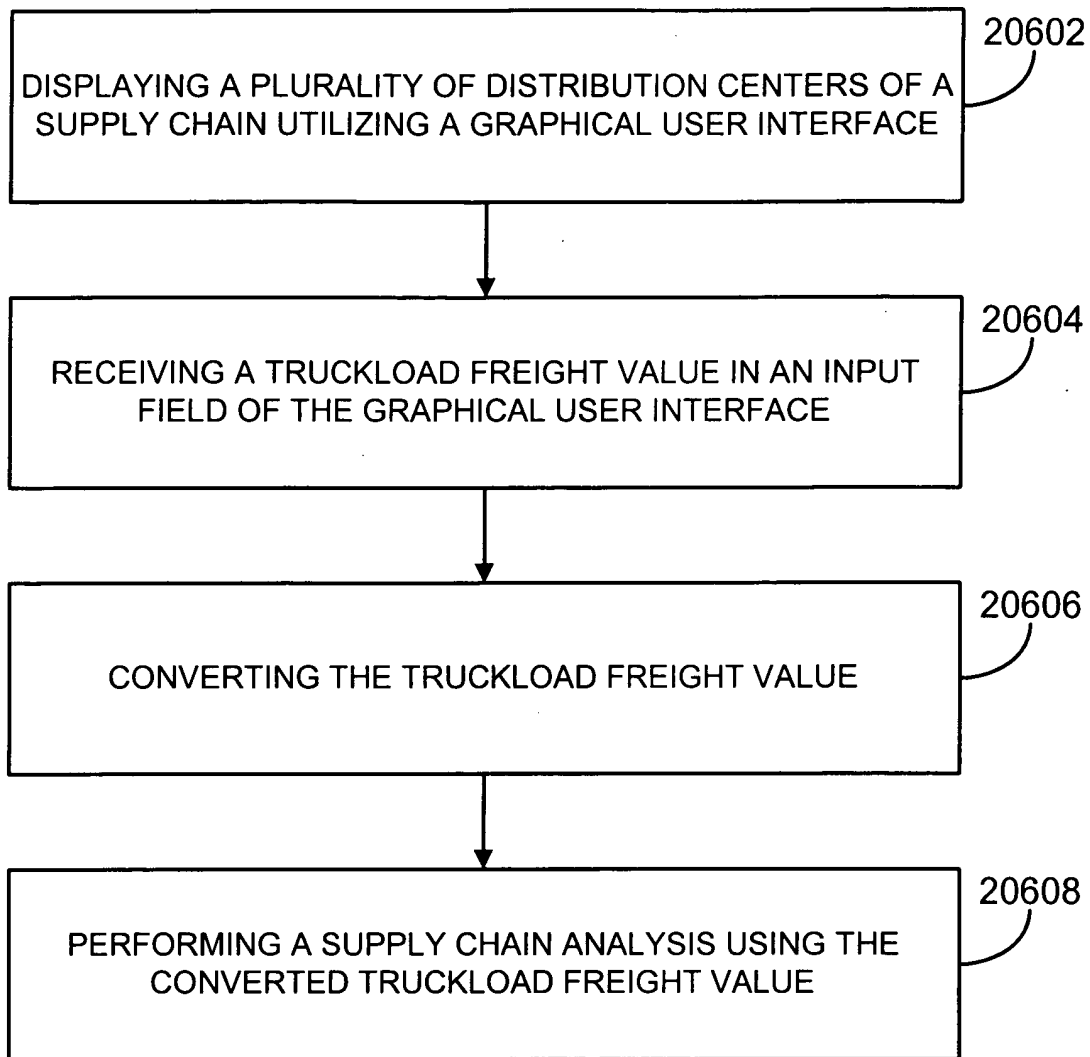 20602
DISPLAYING A PLURALITY OF DISTRIBUTION CENTERS OF A
SUPPLY CHAIN UTILIZING A GRAPHICAL USER INTERFACE
20604
RECEIVING A TRUCKLOAD FREIGHT VALUE IN AN INPUT
FIELD OF THE GRAPHICAL USER INTERFACE
20606
CONVERTING THE TRUCKLOAD FREIGHT VALUE
20608
PERFORMING A SUPPLY CHAIN ANALYSIS USING THE
CONVERTED TRUCKLOAD FREIGHT VALUE